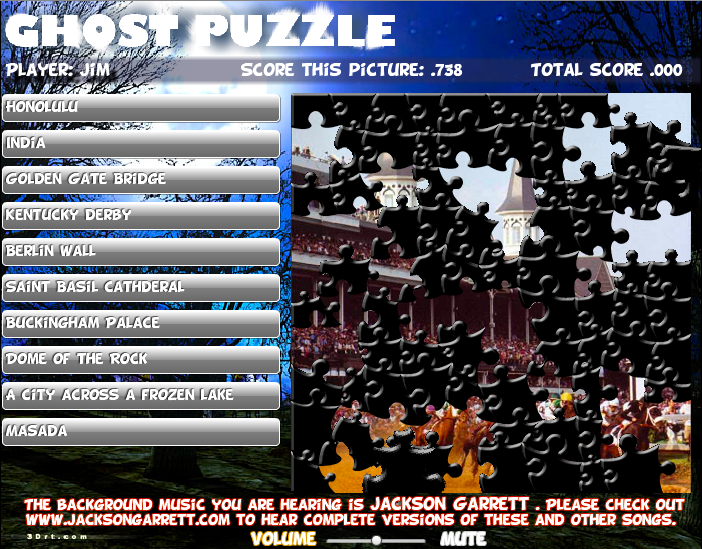 GHOST PUZZLE
PLAYER: JIM SCORE THIS PICTURE: .738 TOTAL SCORE .000
HONOLULU
INDIA
GOLDEN GATE BRIDGE
KENTUCKY DERBY
BERLIN WALL
SAINT BASIL CATHDERAL
BUCKINGHAM PALACE
DOME OF THE ROCK
A CITY ACROSS A FROZEN LAKE
MASADA
THE BACKGROUND MUSIC YOU ARE HEARING IS JACKSON GARRETT . PLEASE CHECK OUT
WWW.JACKSONGARRETT.COM TO HEAR COMPLETE VERSIONS OF THESE AND OTHER SONGS.
3Drt.com
VOLUME MUTE